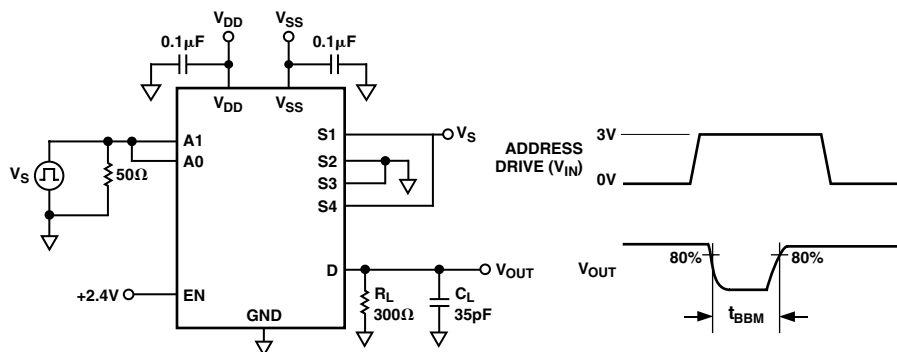 VDD
VSS
0.1µF
0.1µF
VDD
VSS
A1
A0
VS
50Ω
S1
VS
S2
S3
S4
D
VOUT
+2.4V
EN
GND
RL
300Ω
CL
35pF
ADDRESS
DRIVE (VIN)
3V
0V
VOUT
80%
80%
tBBM